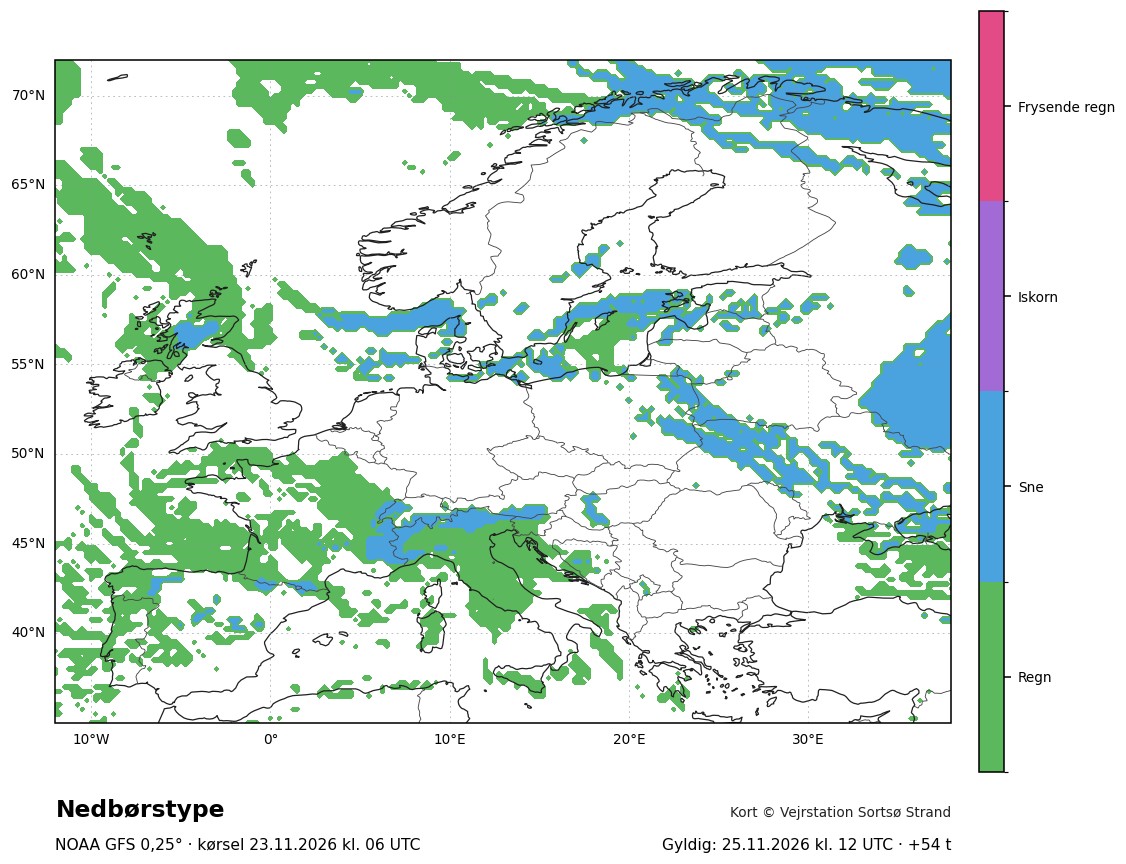 70°N
65°N
60°N
55°N
50°N
45°N
40°N
10°W
0°
10°E
20°E
30°E
Frysende regn
Iskorn
Sne
Regn
Nedbørstype
Kort © Vejrstation Sortsø Strand
NOAA GFS 0,25° · kørsel 23.11.2026 kl. 06 UTC
Gyldig: 25.11.2026 kl. 12 UTC · +54 t